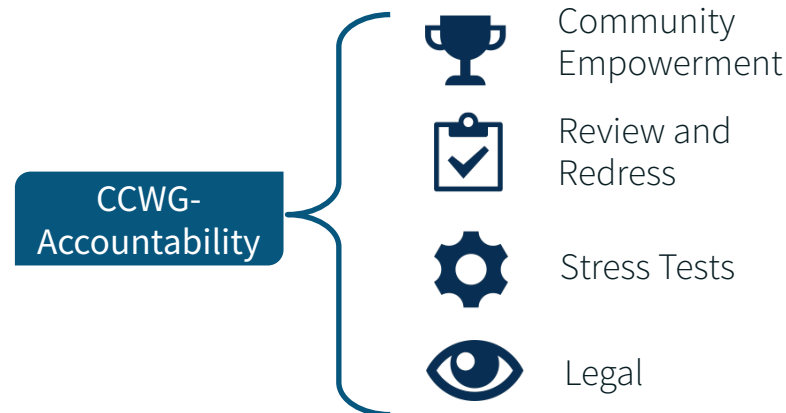 CCWG-
Accountability
Community
Empowerment
Review and
Redress
Stress Tests
Legal